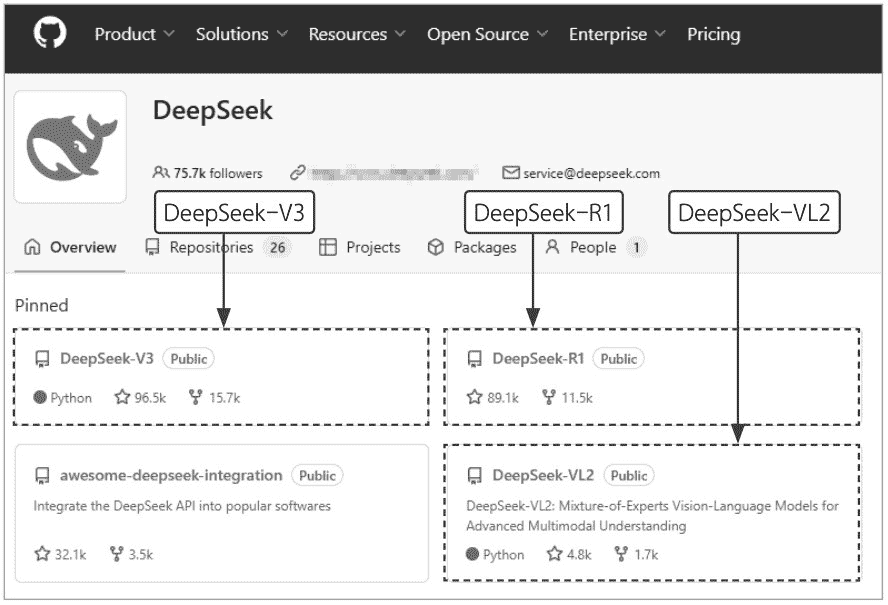 Product Solutions Resources Open Source Enterprise Pricing
DeepSeek
75.7k followers service@deepseek.com
DeepSeek-V3 DeepSeek-R1 DeepSeek-VL2
Overview Repositories 26 Projects Packages People 1
Pinned
DeepSeek-V3 Public
Python 96.5k 15.7k
DeepSeek-R1 Public
89.1k 11.5k
awesome-deepseek-integration Public
Integrate the DeepSeek API into popular softwares
32.1k 3.5k
DeepSeek-VL2 Public
DeepSeek-VL2: Mixture-of-Experts Vision-Language Models for
Advanced Multimodal Understanding
Python 4.8k 1.7k